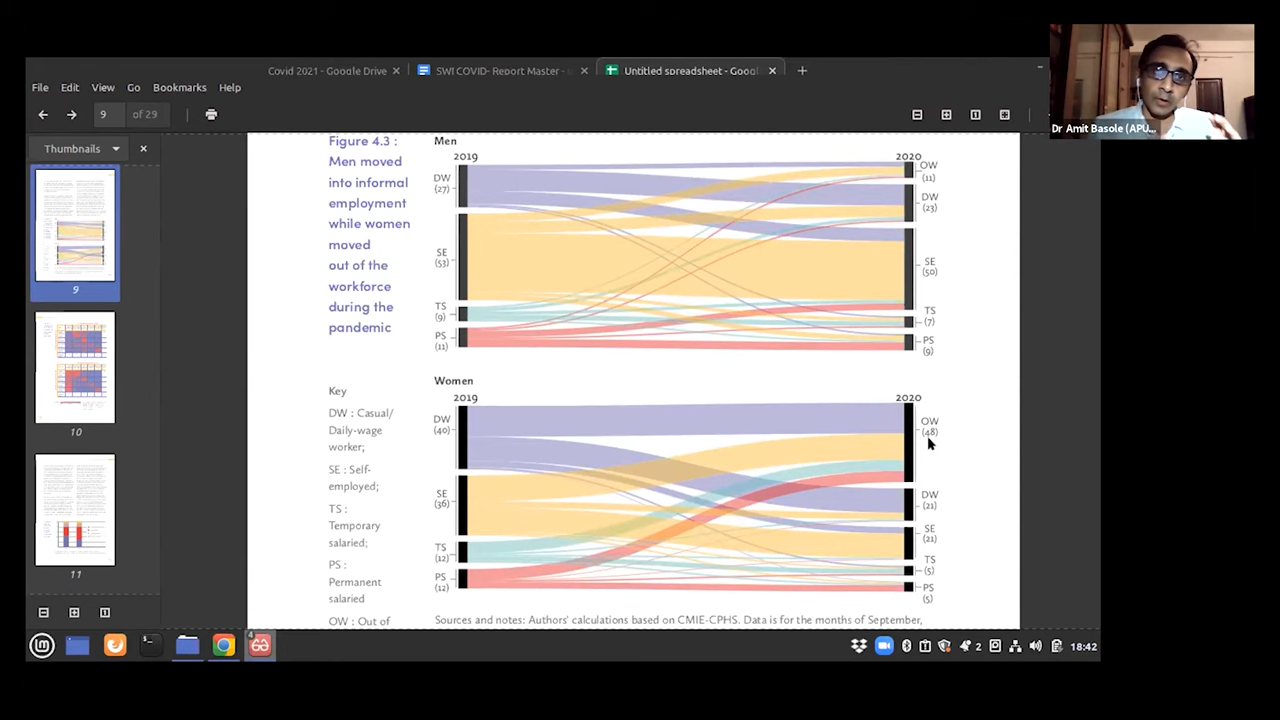 Covid 2021 - Google Drive
SWI COVID- Report Master -
Untitled spreadsheet - Goog
File Edit View Go Bookmarks Help
9 of 29
Thumbnails
9
10
11
Figure 4.3 :
Men moved
into informal
employment
while women
moved
out of the
workforce
during the
pandemic
Key
DW : Casual/
Daily-wage
worker;
SE : Self-
employed;
TS :
Temporary
salaried;
PS :
Permanent
salaried
OW : Out of
Men
2019
2020
DW
(27)
SE
(53)
TS
(9)
PS
(11)
OW
(11)
DW
(23)
SE
(50)
TS
(7)
PS
(9)
Women
2019
2020
DW
(40)
SE
(36)
TS
(12)
PS
(12)
OW
(48)
DW
(21)
SE
(21)
TS
(5)
PS
(5)
Sources and notes: Authors' calculations based on CMIE-CPHS. Data is for the months of September,
Dr Amit Basole (APU...
4
2
18:42